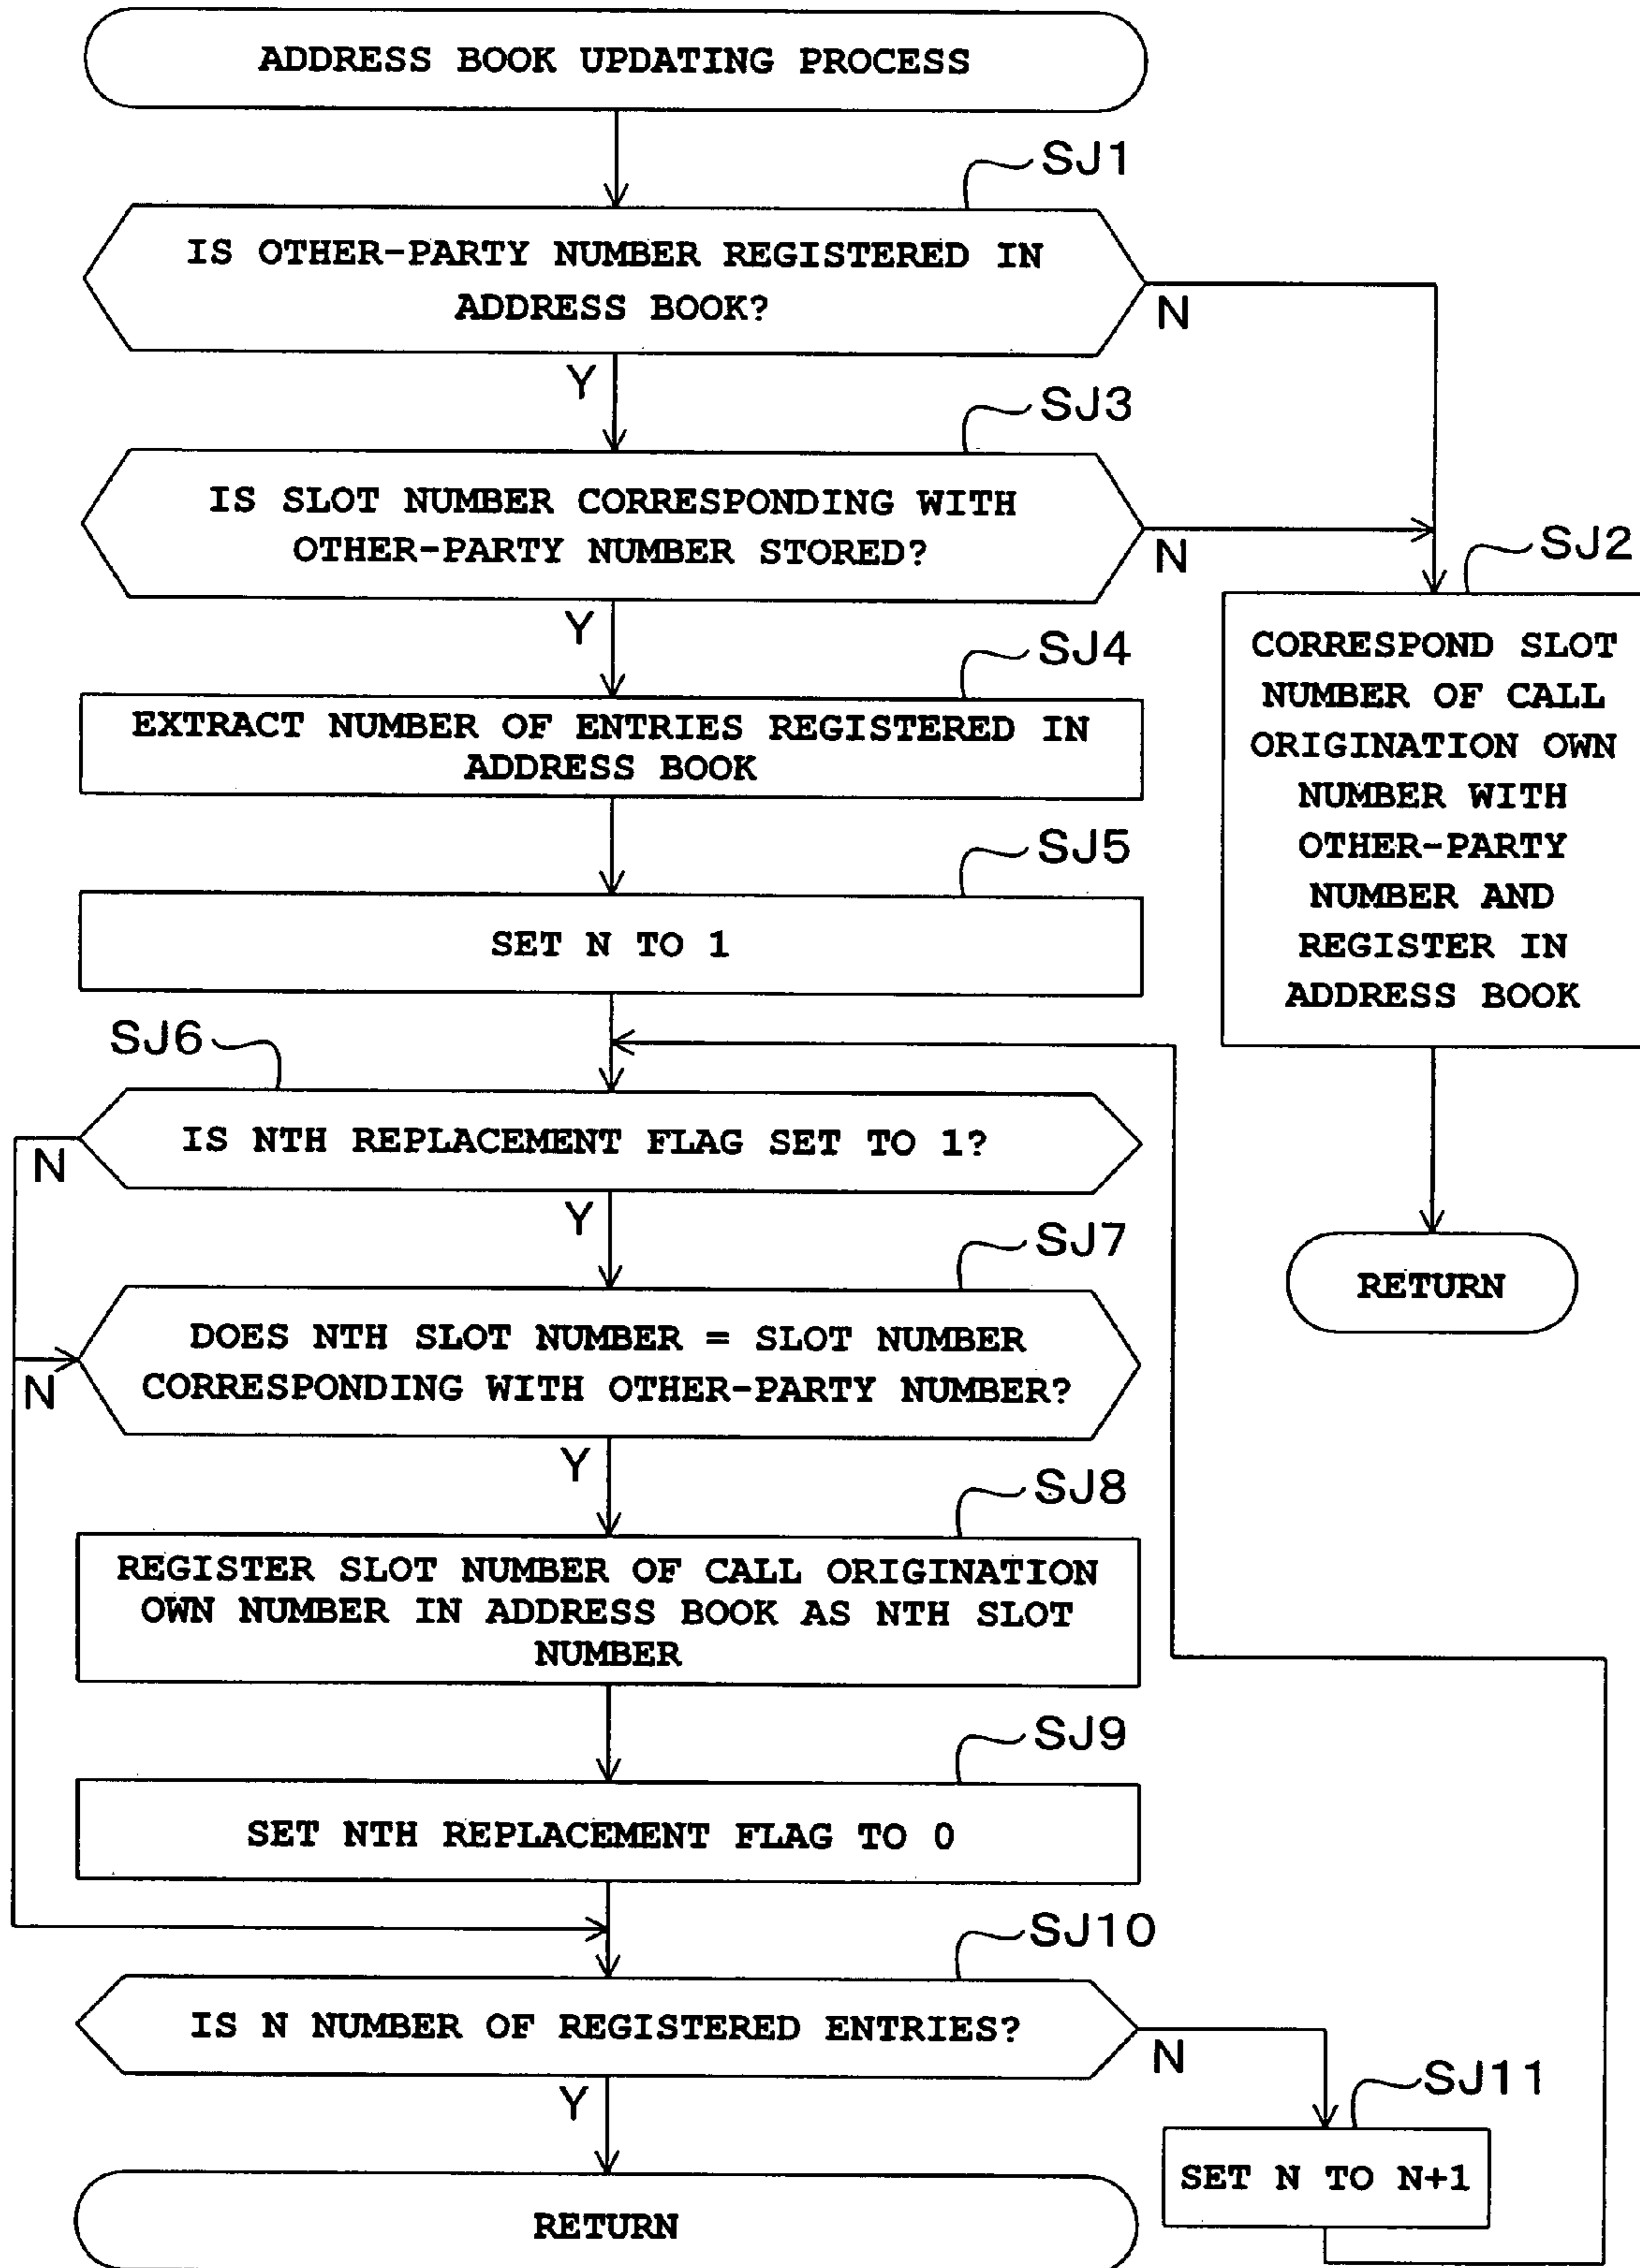 ADDRESS BOOK UPDATING PROCESS
SJ1
IS OTHER-PARTY NUMBER REGISTERED IN
ADDRESS BOOK?
N
Y
SJ3
IS SLOT NUMBER CORRESPONDING WITH
OTHER-PARTY NUMBER STORED?
N
Y
SJ2
CORRESPOND SLOT
NUMBER OF CALL
ORIGINATION OWN
NUMBER WITH
OTHER-PARTY
NUMBER AND
REGISTER IN
ADDRESS BOOK
RETURN
SJ4
EXTRACT NUMBER OF ENTRIES REGISTERED IN
ADDRESS BOOK
SJ5
SET N TO 1
SJ6
IS NTH REPLACEMENT FLAG SET TO 1?
N
Y
SJ7
DOES NTH SLOT NUMBER = SLOT NUMBER
CORRESPONDING WITH OTHER-PARTY NUMBER?
N
Y
SJ8
REGISTER SLOT NUMBER OF CALL ORIGINATION
OWN NUMBER IN ADDRESS BOOK AS NTH SLOT
NUMBER
SJ9
SET NTH REPLACEMENT FLAG TO 0
SJ10
IS N NUMBER OF REGISTERED ENTRIES?
N
Y
SJ11
SET N TO N+1
RETURN